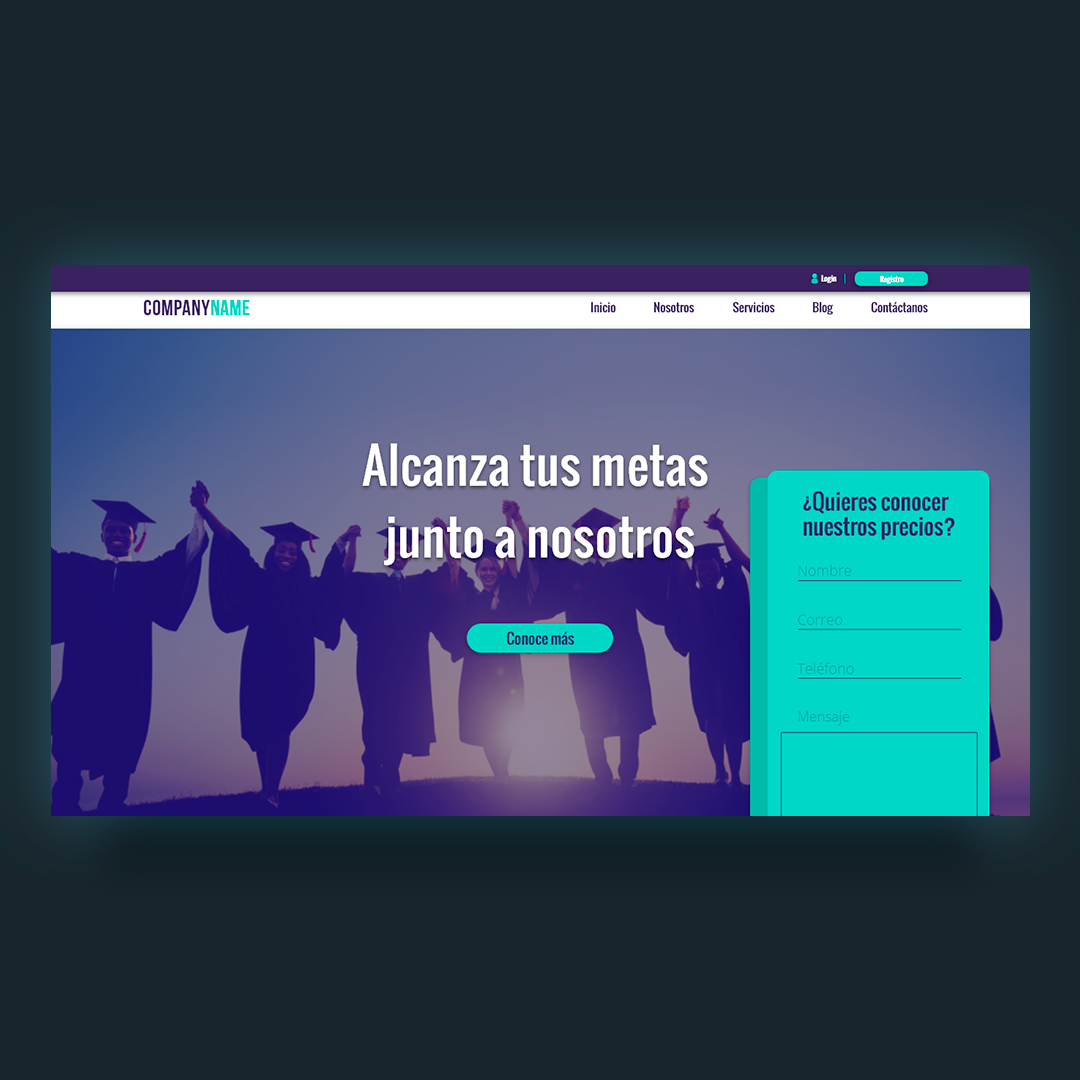 Login
Registro
COMPANYNAME
Inicio
Nosotros
Servicios
Blog
Contáctanos
Alcanza tus metas
junto a nosotros
Conoce más
¿Quieres conocer
nuestros precios?
Nombre
Correo
Teléfono
Mensaje